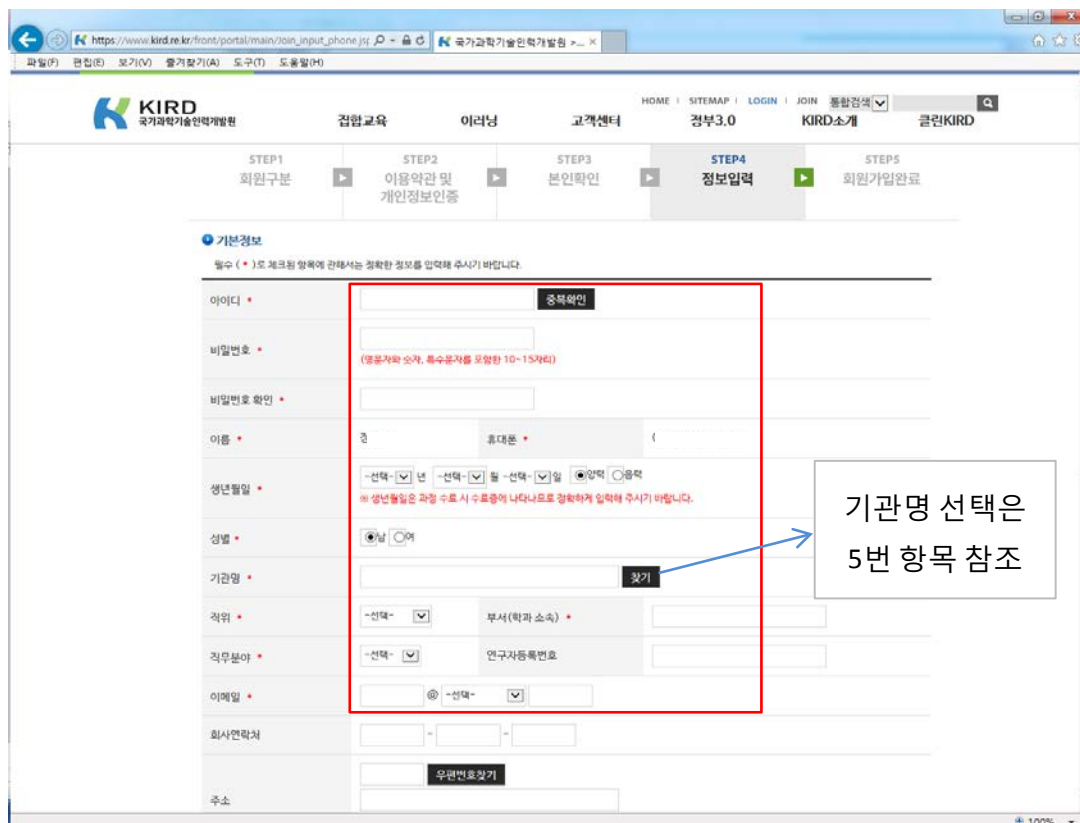 https://www.kird.re.kr/front/portal/main/Join_input_phone.jsp
국가과학기술인력개발원 >...
파일(F) 편집(E) 보기(V) 즐겨찾기(A) 도구(T) 도움말(H)
HOME SITEMAP LOGIN JOIN 통합검색
KIRD
국가과학기술인력개발원
집합교육 이러닝 고객센터 정부3.0 KIRD소개 클린KIRD
STEP1 STEP2 STEP3 STEP4 STEP5
회원구분 이용약관 및 본인확인 정보입력 회원가입완료
개인정보인증
기본정보
필수 ( * )로 체크된 항목에 관해서는 정확한 정보를 입력해 주시기 바랍니다.
아이디 * 중복확인
비밀번호 *
(영문자와 숫자, 특수문자를 포함한 10~15자리)
비밀번호 확인 *
이름 * 휴대폰 *
생년월일 * -선택- 년 -선택- 월 -선택- 일 양력 음력
※ 생년월일은 과정 수료 시 수료증에 나타나므로 정확하게 입력해 주시기 바랍니다.
성별 * 남 여
기관명 * 찾기
직위 * -선택- 부서(학과 소속) *
직무분야 * -선택- 연구자등록번호
이메일 * @ -선택-
회사연락처 - -
우편번호찾기
주소
기관명 선택은
5번 항목 참조
100%